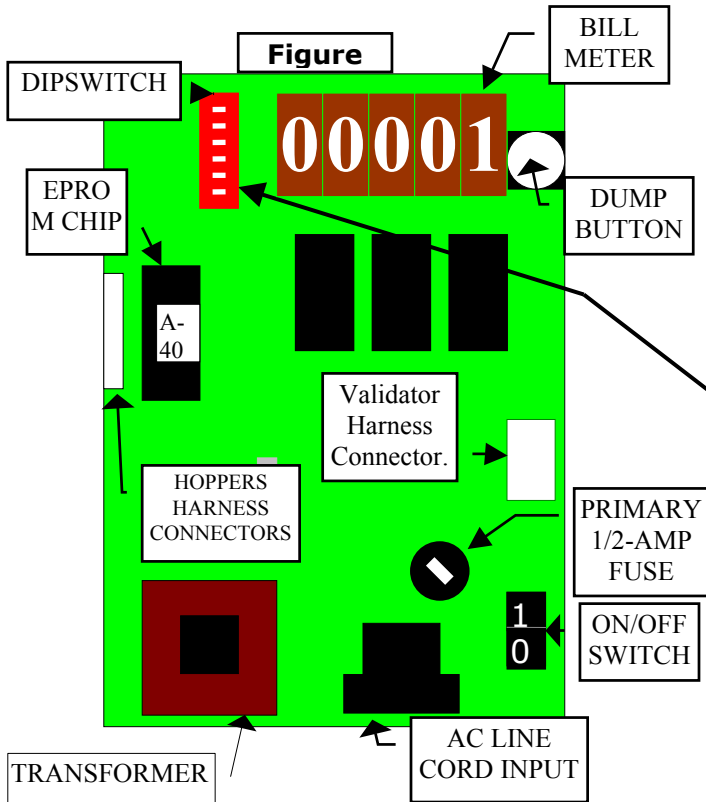 Figure
BILL
METER
DIPSWITCH
00001
EPRO
M CHIP
DUMP
BUTTON
A-
40
Validator
Harness
Connector.
HOPPERS
HARNESS
CONNECTORS
PRIMARY
1/2-AMP
FUSE
1
0
ON/OFF
SWITCH
AC LINE
CORD INPUT
TRANSFORMER